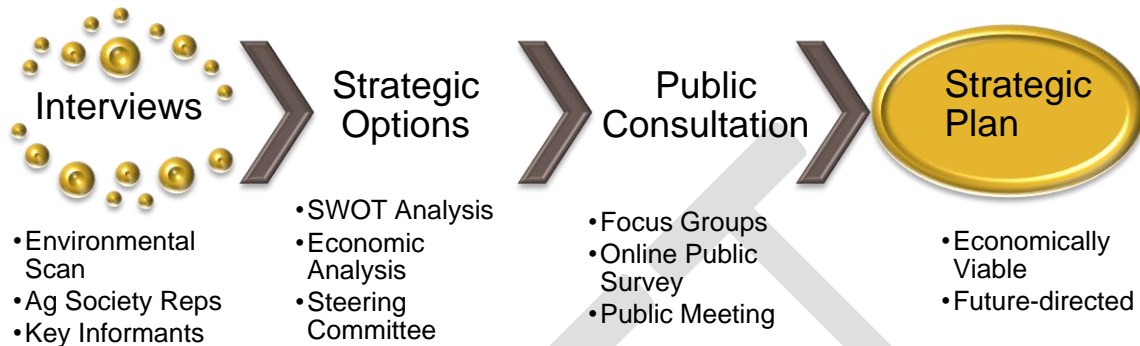 Interviews
Strategic
Options
Public
Consultation
Strategic
Plan
•Environmental
Scan
•Ag Society Reps
•Key Informants
•SWOT Analysis
•Economic
Analysis
•Steering
Committee
•Focus Groups
•Online Public
Survey
•Public Meeting
•Economically
Viable
•Future-directed